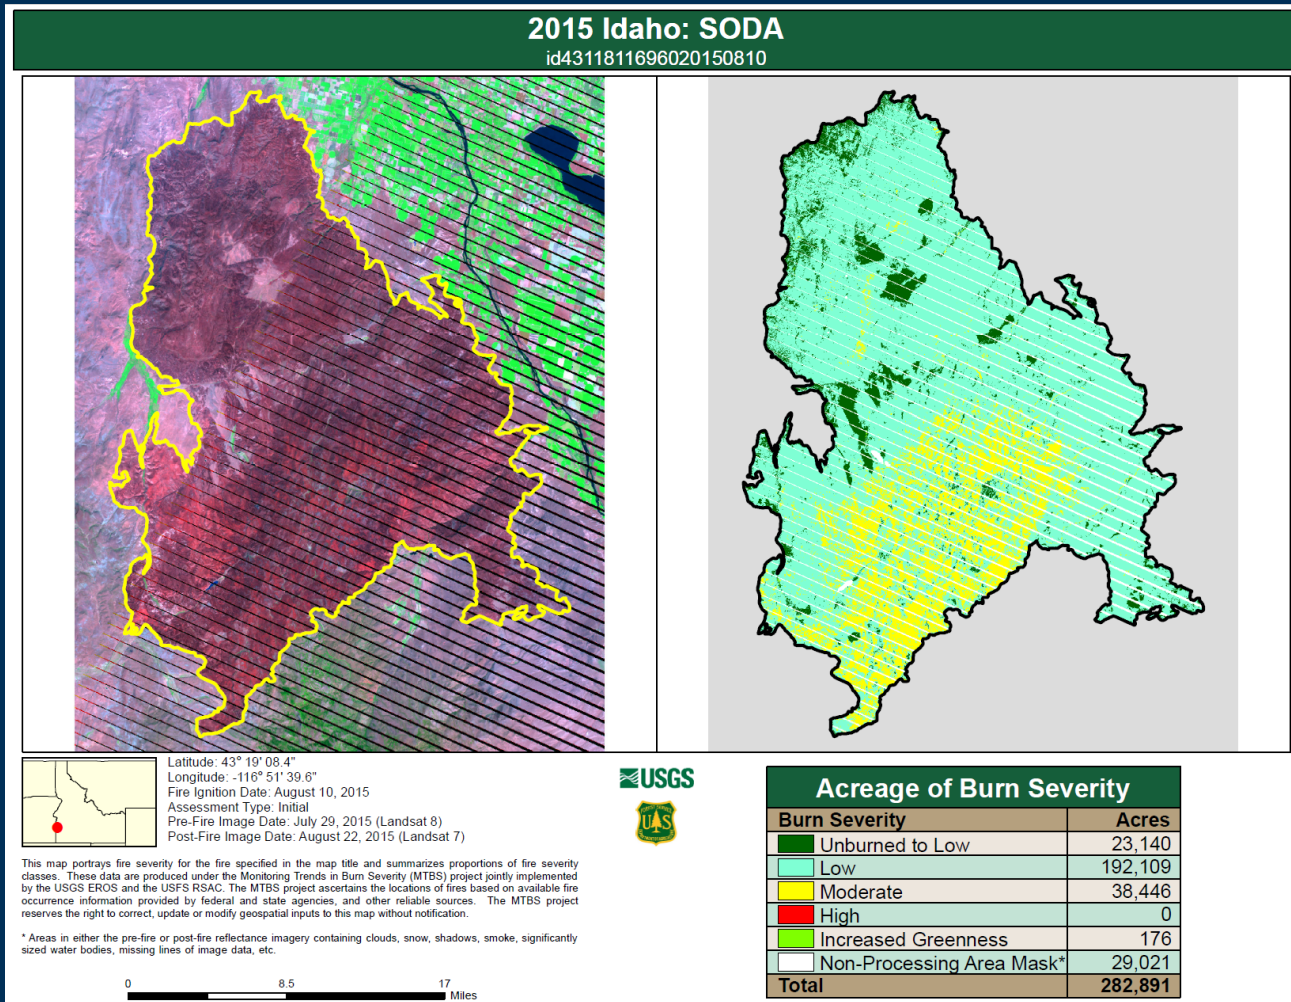 2015 Idaho: SODA
id4311811696020150810
Latitude: 43° 19' 08.4"
Longitude: -116° 51' 39.6"
Fire Ignition Date: August 10, 2015
Assessment Type: Initial
Pre-Fire Image Date: July 29, 2015 (Landsat 8)
Post-Fire Image Date: August 22, 2015 (Landsat 7)
This map portrays fire severity for the fire specified in the map title and summarizes proportions of fire severity
classes. These data are produced under the Monitoring Trends in Burn Severity (MTBS) project jointly implemented
by the USGS EROS and the USFS RSAC. The MTBS project ascertains the locations of fires based on available fire
occurrence information provided by federal and state agencies, and other reliable sources. The MTBS project
reserves the right to correct, update or modify geospatial inputs to this map without notification.
* Areas in either the pre-fire or post-fire reflectance imagery containing clouds, snow, shadows, smoke, significantly
sized water bodies, missing lines of image data, etc.
0 8.5 17
Miles
USGS
U S
Acreage of Burn Severity
Burn Severity Acres
Unburned to Low 23,140
Low 192,109
Moderate 38,446
High 0
Increased Greenness 176
Non-Processing Area Mask* 29,021
Total 282,891